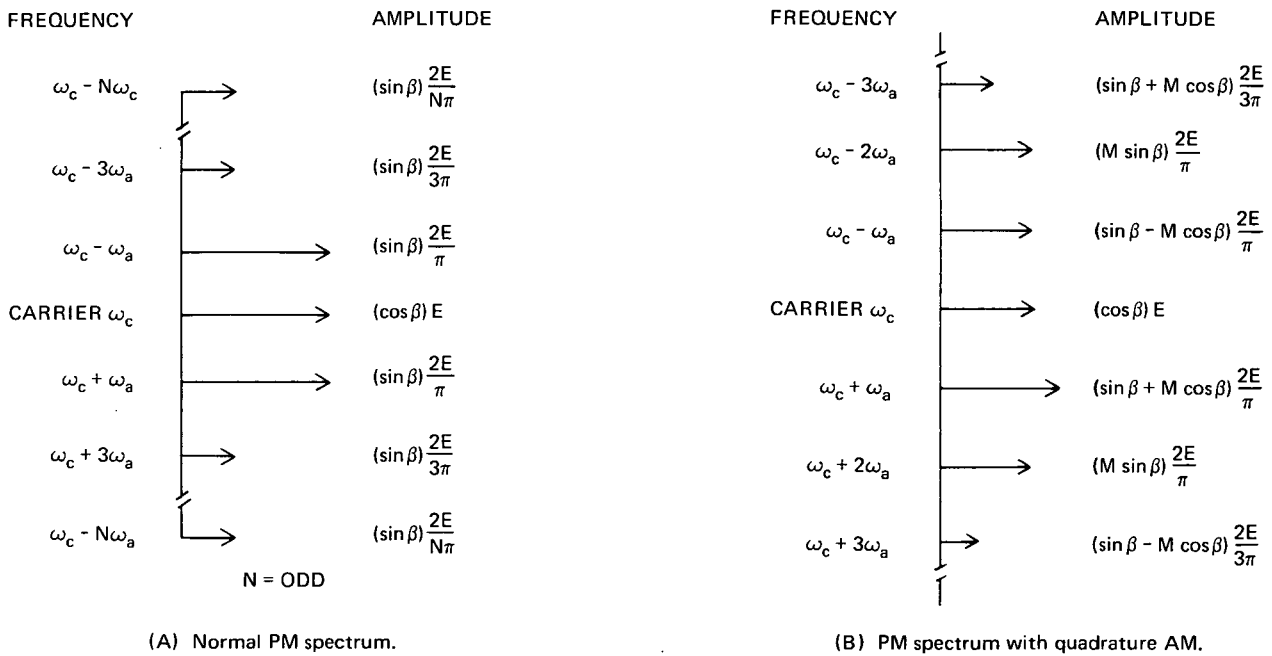 FREQUENCY AMPLITUDE
ω_c − Nω_c (sin β) 2E/Nπ
ω_c − 3ω_a (sin β) 2E/3π
ω_c − ω_a (sin β) 2E/π
CARRIER ω_c (cos β) E
ω_c + ω_a (sin β) 2E/π
ω_c + 3ω_a (sin β) 2E/3π
ω_c − Nω_a (sin β) 2E/Nπ
N = ODD
(A) Normal PM spectrum.
FREQUENCY AMPLITUDE
ω_c − 3ω_a (sin β + M cos β) 2E/3π
ω_c − 2ω_a (M sin β) 2E/π
ω_c − ω_a (sin β − M cos β) 2E/π
CARRIER ω_c (cos β) E
ω_c + ω_a (sin β + M cos β) 2E/π
ω_c + 2ω_a (M sin β) 2E/π
ω_c + 3ω_a (sin β − M cos β) 2E/3π
(B) PM spectrum with quadrature AM.